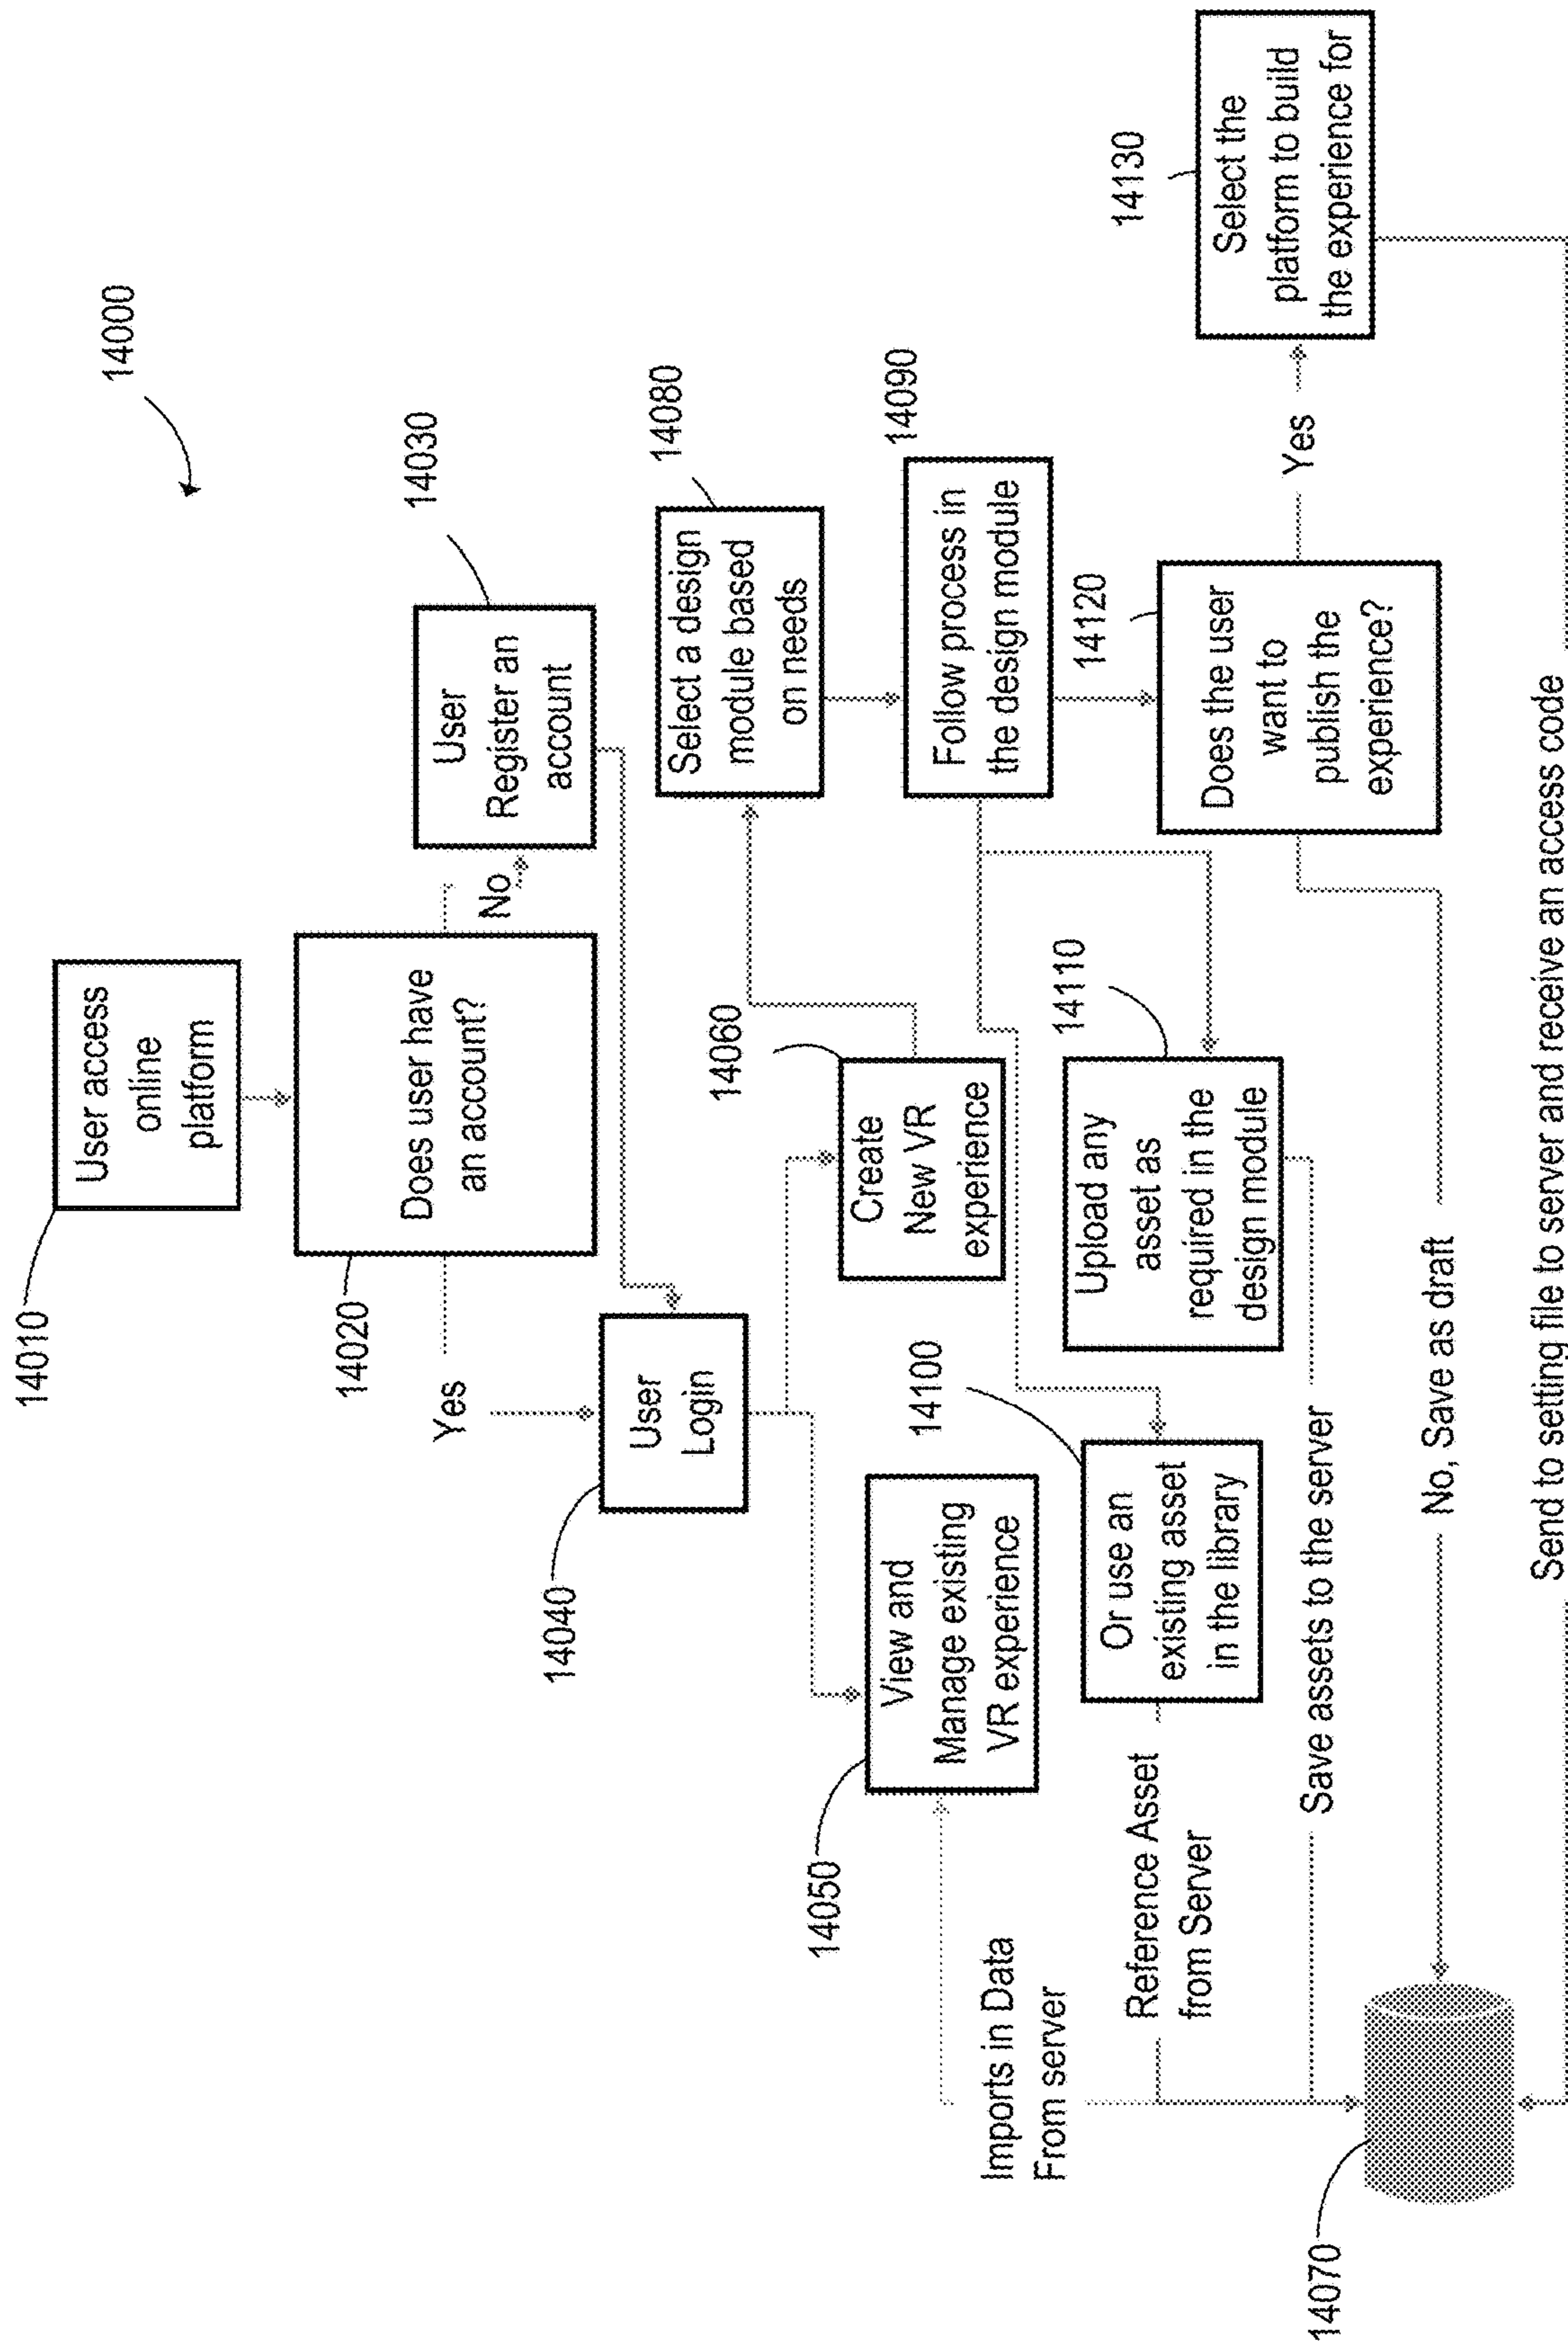 14000
14010
User access
online
platform
14020
Does user have
an account?
Yes
No
14030
User
Register an
account
14040
User
Login
14050
View and
Manage existing
VR experience
14060
Create
New VR
experience
14080
Select a design
module based
on needs
14090
Follow process in
the design module
14100
Or use an
existing asset
in the library
14110
Upload any
asset as
required in the
design module
14120
Does the user
want to
publish the
experience?
Yes
14130
Select the
platform to build
the experience for
Imports in Data
From server
Reference Asset
from Server
Save assets to the server
No, Save as draft
14070
Send to setting file to server and receive an access code